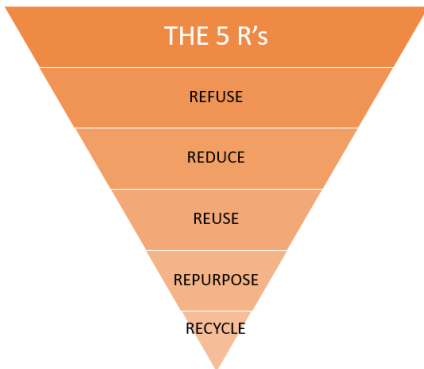 THE 5 R's
REFUSE
REDUCE
REUSE
REPURPOSE
RECYCLE